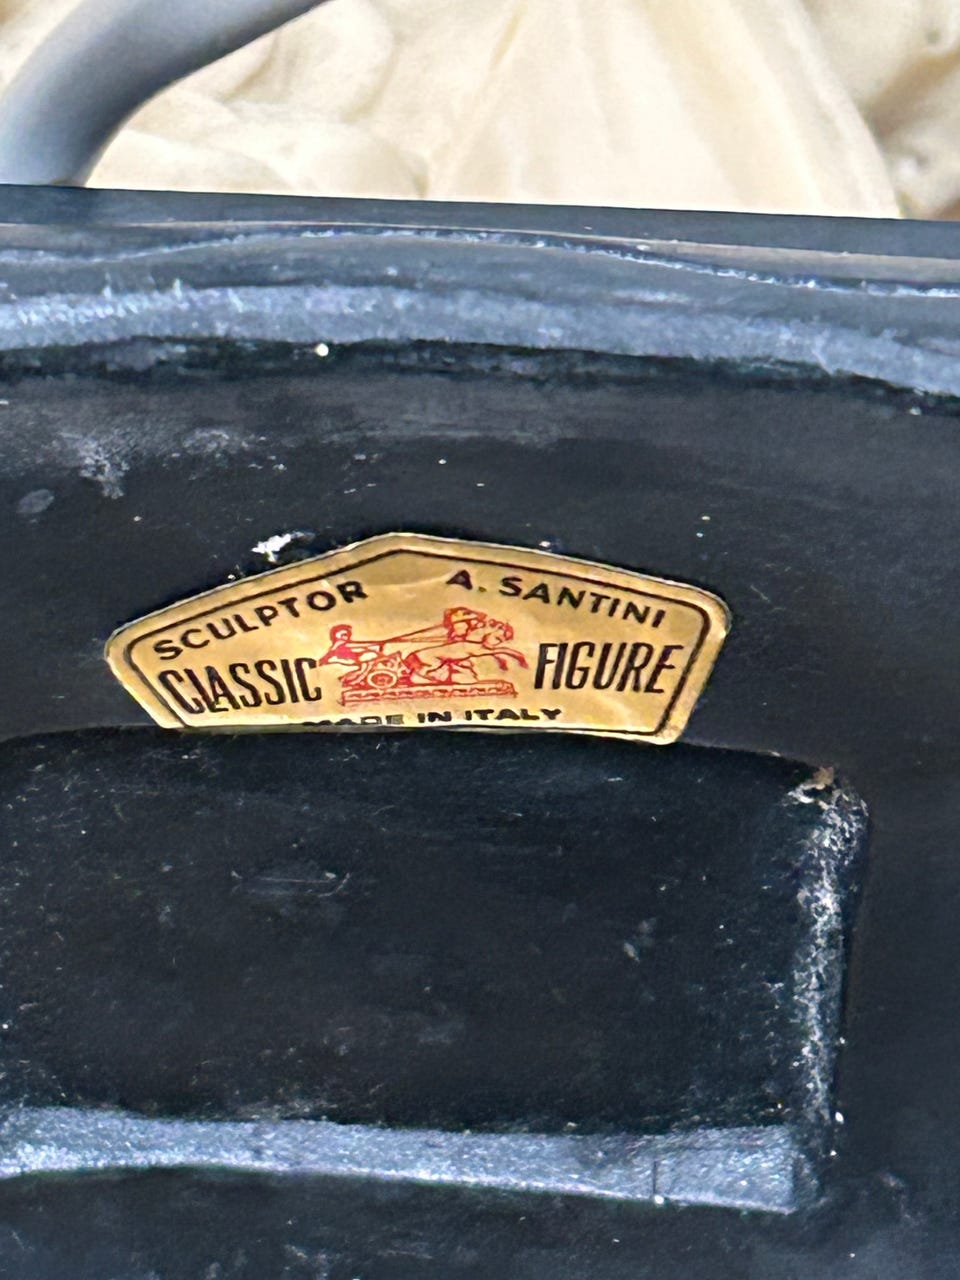 SCULPTOR A. SANTINI
CLASSIC FIGURE
MADE IN ITALY